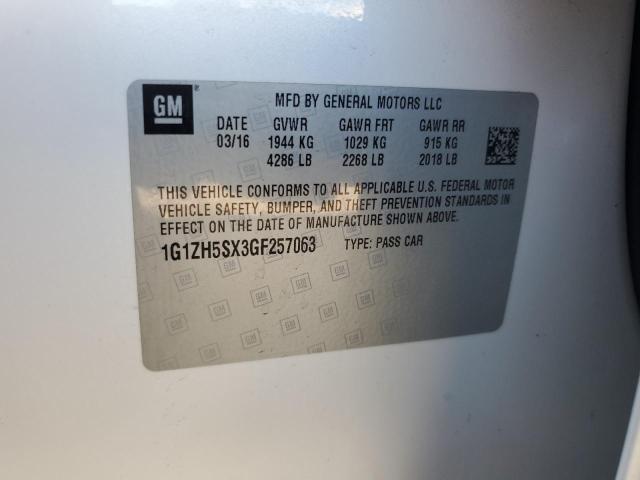 GM ®
MFD BY GENERAL MOTORS LLC
DATE GVWR GAWR FRT GAWR RR
03/16 1944 KG 1029 KG 915 KG
4286 LB 2268 LB 2018 LB
THIS VEHICLE CONFORMS TO ALL APPLICABLE U.S. FEDERAL MOTOR
VEHICLE SAFETY, BUMPER, AND THEFT PREVENTION STANDARDS IN
EFFECT ON THE DATE OF MANUFACTURE SHOWN ABOVE.
1G1ZH5SX3GF257063 TYPE: PASS CAR